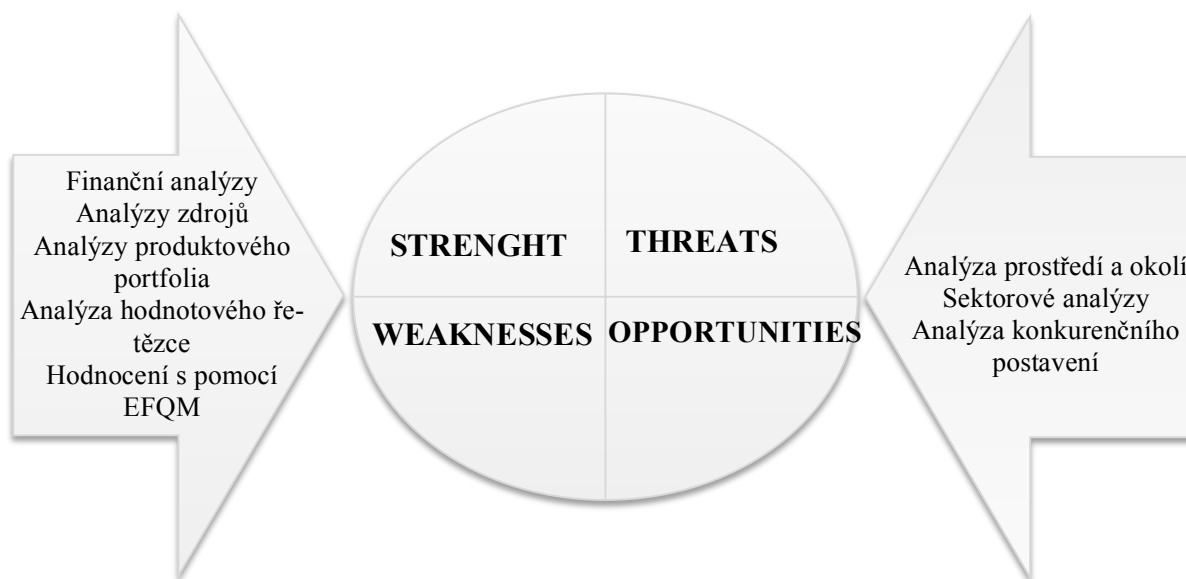 Finanční analýzy
Analýzy zdrojů
Analýzy produktového
portfolia
Analýza hodnotového ře-
tězce
Hodnocení s pomocí
EFQM
STRENGHT
THREATS
WEAKNESSES
OPPORTUNITIES
Analýza prostředí a okolí
Sektorové analýzy
Analýza konkurenčního
postavení